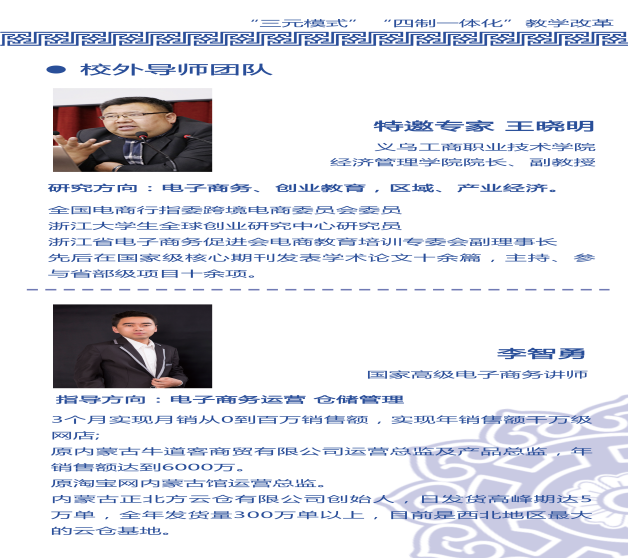 “三元模式” “四制一体化”教学改革
● 校外导师团队
特邀专家 王晓明
义乌工商职业技术学院
经济管理学院院长、副教授
研究方向：电子商务、创业教育，区域、产业经济。
全国电商行指委跨境电商委员会委员
浙江大学生全球创业研究中心研究员
浙江省电子商务促进会电商教育培训专委会副理事长
先后在国家级核心期刊发表学术论文十余篇，主持、参
与省部级项目十余项。
李智勇
国家高级电子商务讲师
指导方向：电子商务运营 仓储管理
3个月实现月销从0到百万销售额，实现年销售额千万级
网店;
原内蒙古牛道客商贸有限公司运营总监及产品总监，年
销售额达到6000万。
原淘宝网内蒙古馆运营总监。
内蒙古正北方云仓有限公司创始人，日发货高峰期达5
万单，全年发货量300万单以上，目前是西北地区最大
的云仓基地。